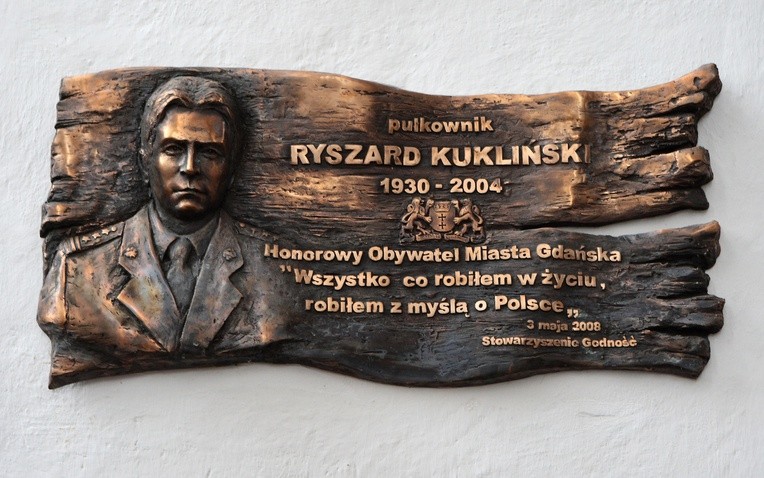 pułkownik
RYSZARD KUKLIŃSKI
1930 - 2004
Honorowy Obywatel Miasta Gdańska
"Wszystko co robiłem w życiu,
robiłem z myślą o Polsce„
3 maja 2008
Stowarzyszenie Godność